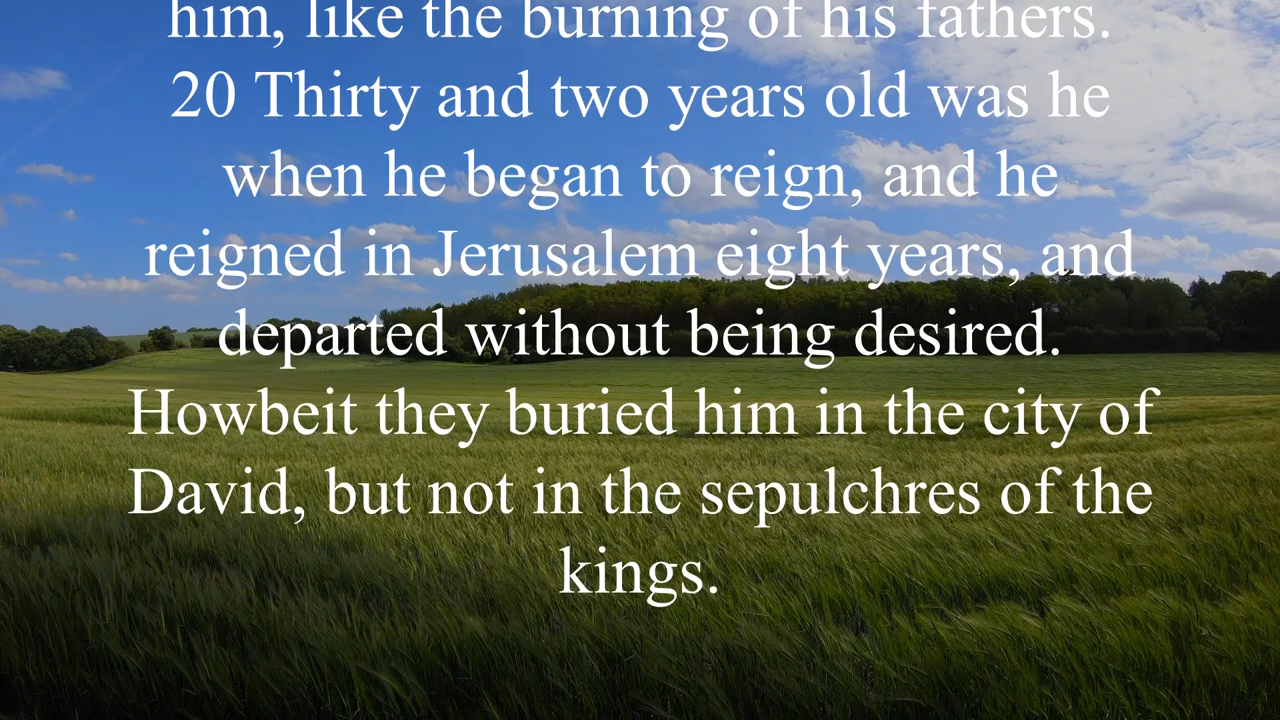 him, like the burning of his fathers.
20 Thirty and two years old was he
when he began to reign, and he
reigned in Jerusalem eight years, and
departed without being desired.
Howbeit they buried him in the city of
David, but not in the sepulchres of the
kings.